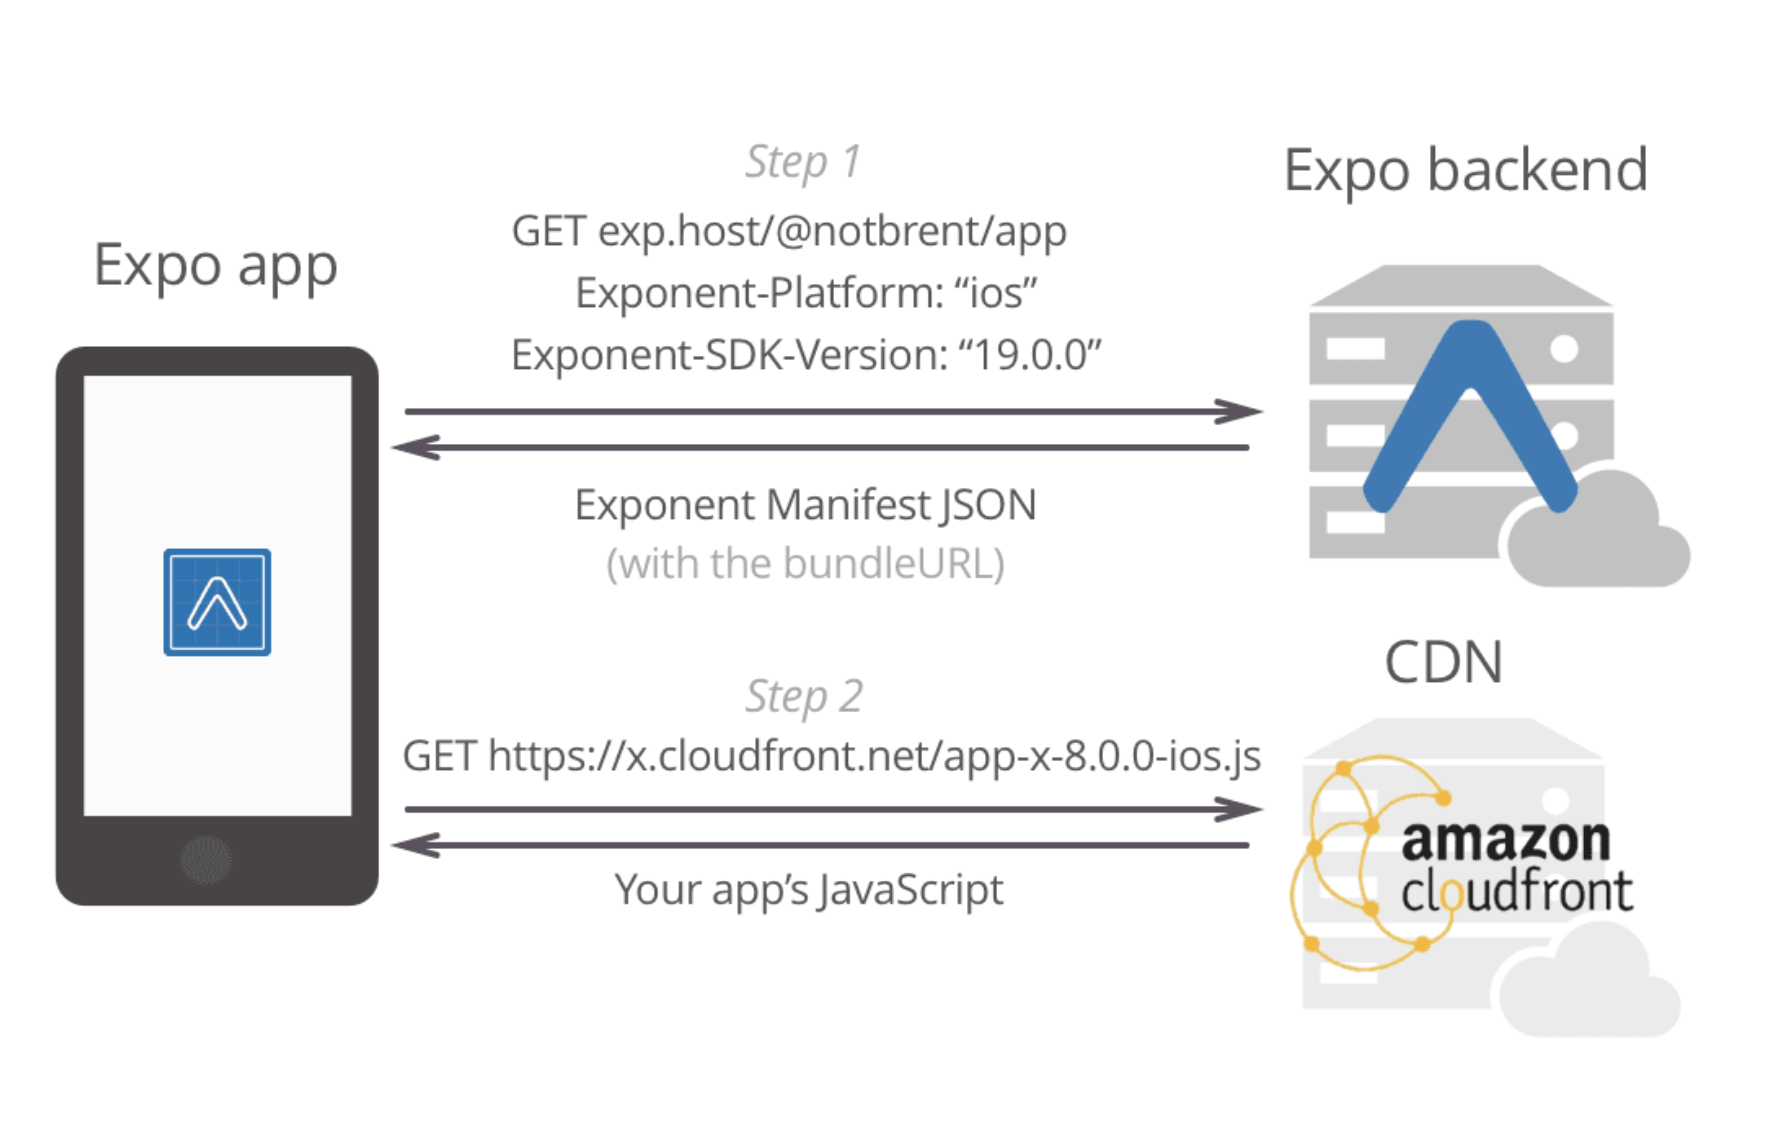 Expo app
Step 1
GET exp.host/@notbrent/app
Exponent-Platform: “ios”
Exponent-SDK-Version: “19.0.0”
Exponent Manifest JSON
(with the bundleURL)
Expo backend
Step 2
GET https://x.cloudfront.net/app-x-8.0.0-ios.js
Your app’s JavaScript
CDN
amazon
cloudfront